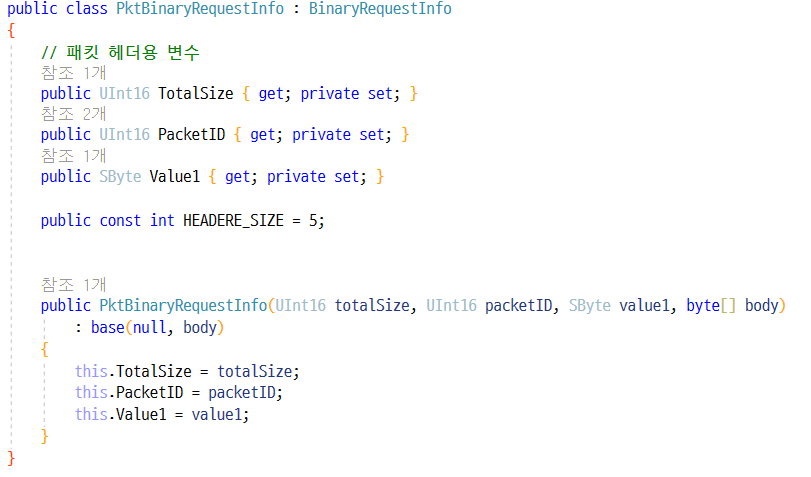 public class PktBinaryRequestInfo : BinaryRequestInfo
{
// 패킷 헤더용 변수
참조 1개
public UInt16 TotalSize { get; private set; }
참조 2개
public UInt16 PacketID { get; private set; }
참조 1개
public SByte Value1 { get; private set; }
public const int HEADERE_SIZE = 5;
참조 1개
public PktBinaryRequestInfo(UInt16 totalSize, UInt16 packetID, SByte value1, byte[] body)
: base(null, body)
{
this.TotalSize = totalSize;
this.PacketID = packetID;
this.Value1 = value1;
}
}